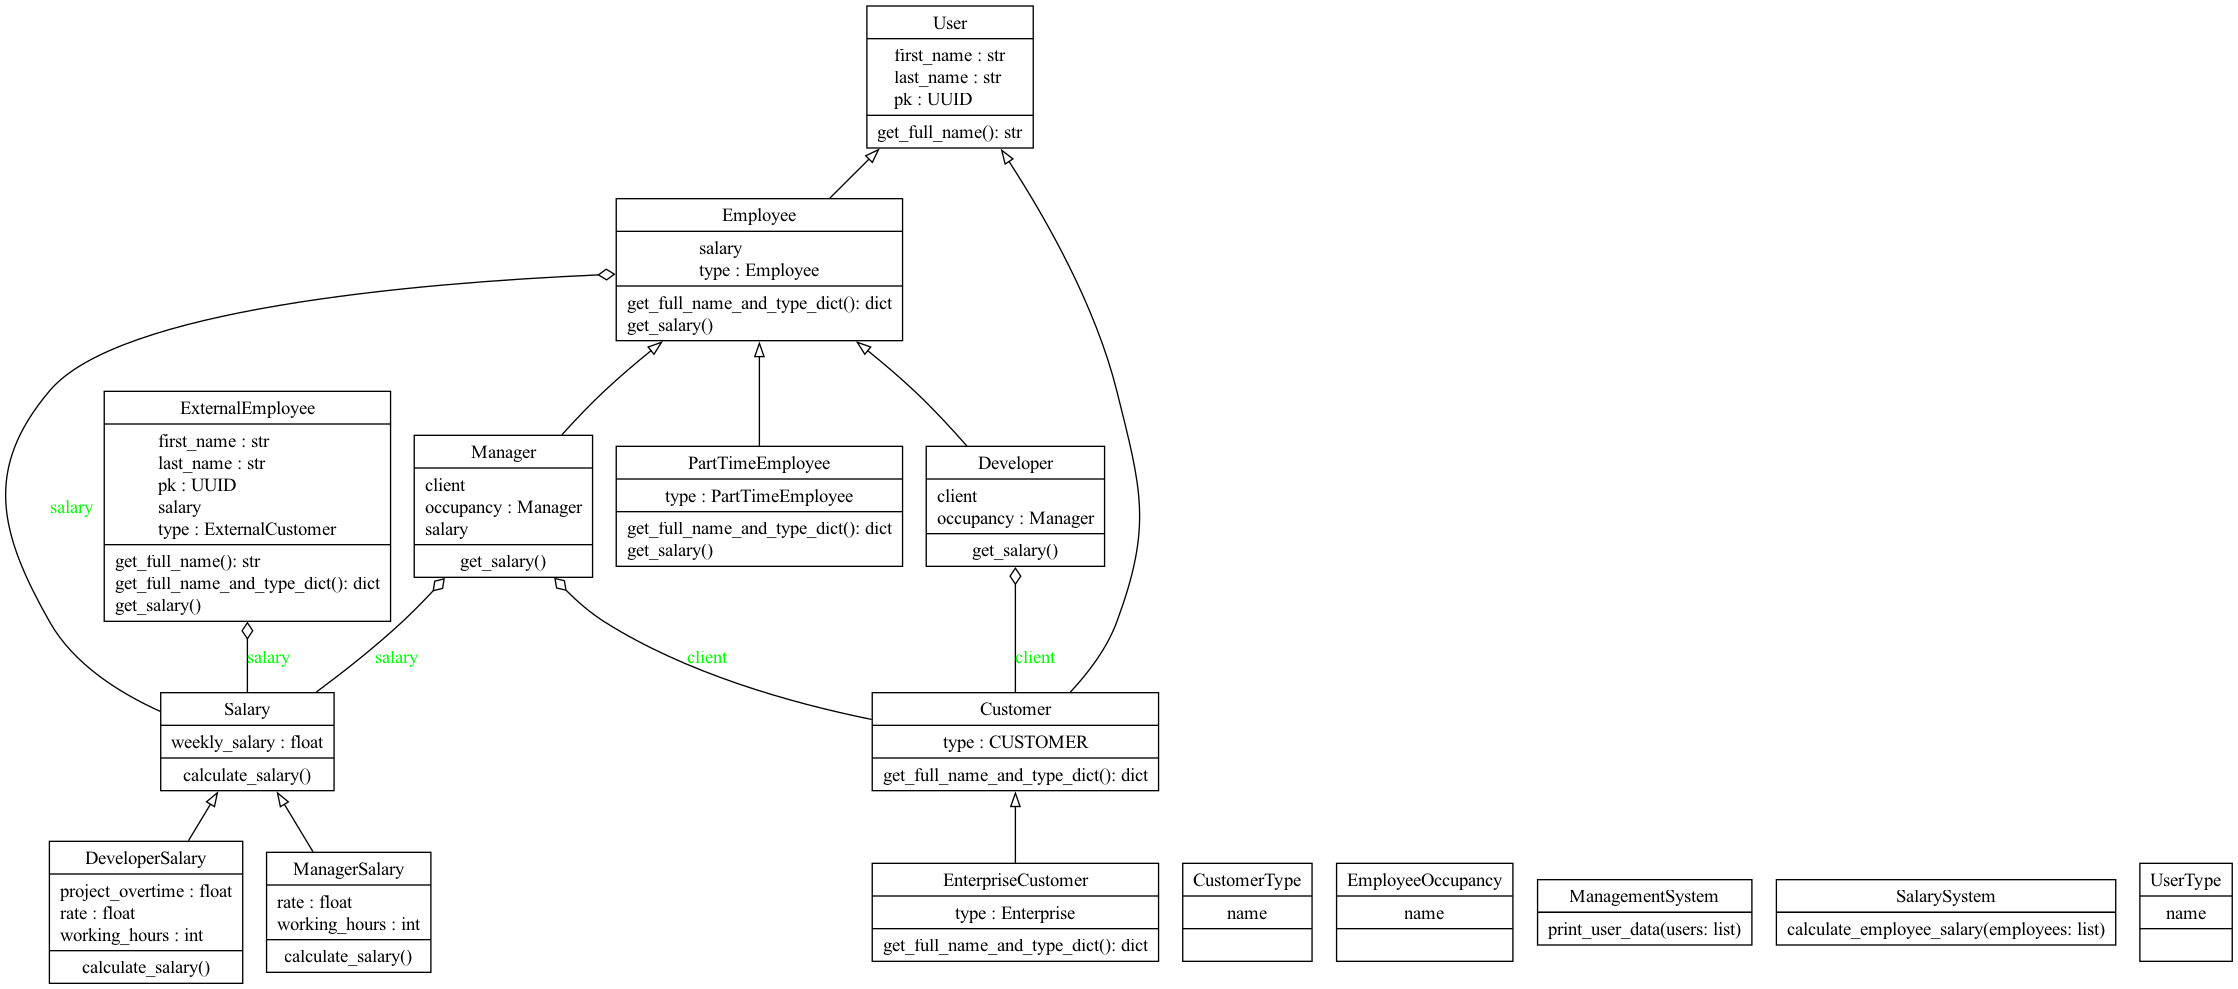 User
first_name : str
last_name : str
pk : UUID
get_full_name(): str
Employee
salary
type : Employee
get_full_name_and_type_dict(): dict
get_salary()
ExternalEmployee
first_name : str
last_name : str
pk : UUID
salary
type : ExternalCustomer
get_full_name(): str
get_full_name_and_type_dict(): dict
get_salary()
Manager
client
occupancy : Manager
salary
get_salary()
PartTimeEmployee
type : PartTimeEmployee
get_full_name_and_type_dict(): dict
get_salary()
Developer
client
occupancy : Manager
get_salary()
salary
salary
salary
client
client
Salary
weekly_salary : float
calculate_salary()
Customer
type : CUSTOMER
get_full_name_and_type_dict(): dict
DeveloperSalary
project_overtime : float
rate : float
working_hours : int
calculate_salary()
ManagerSalary
rate : float
working_hours : int
calculate_salary()
EnterpriseCustomer
type : Enterprise
get_full_name_and_type_dict(): dict
CustomerType
name
EmployeeOccupancy
name
ManagementSystem
print_user_data(users: list)
SalarySystem
calculate_employee_salary(employees: list)
UserType
name